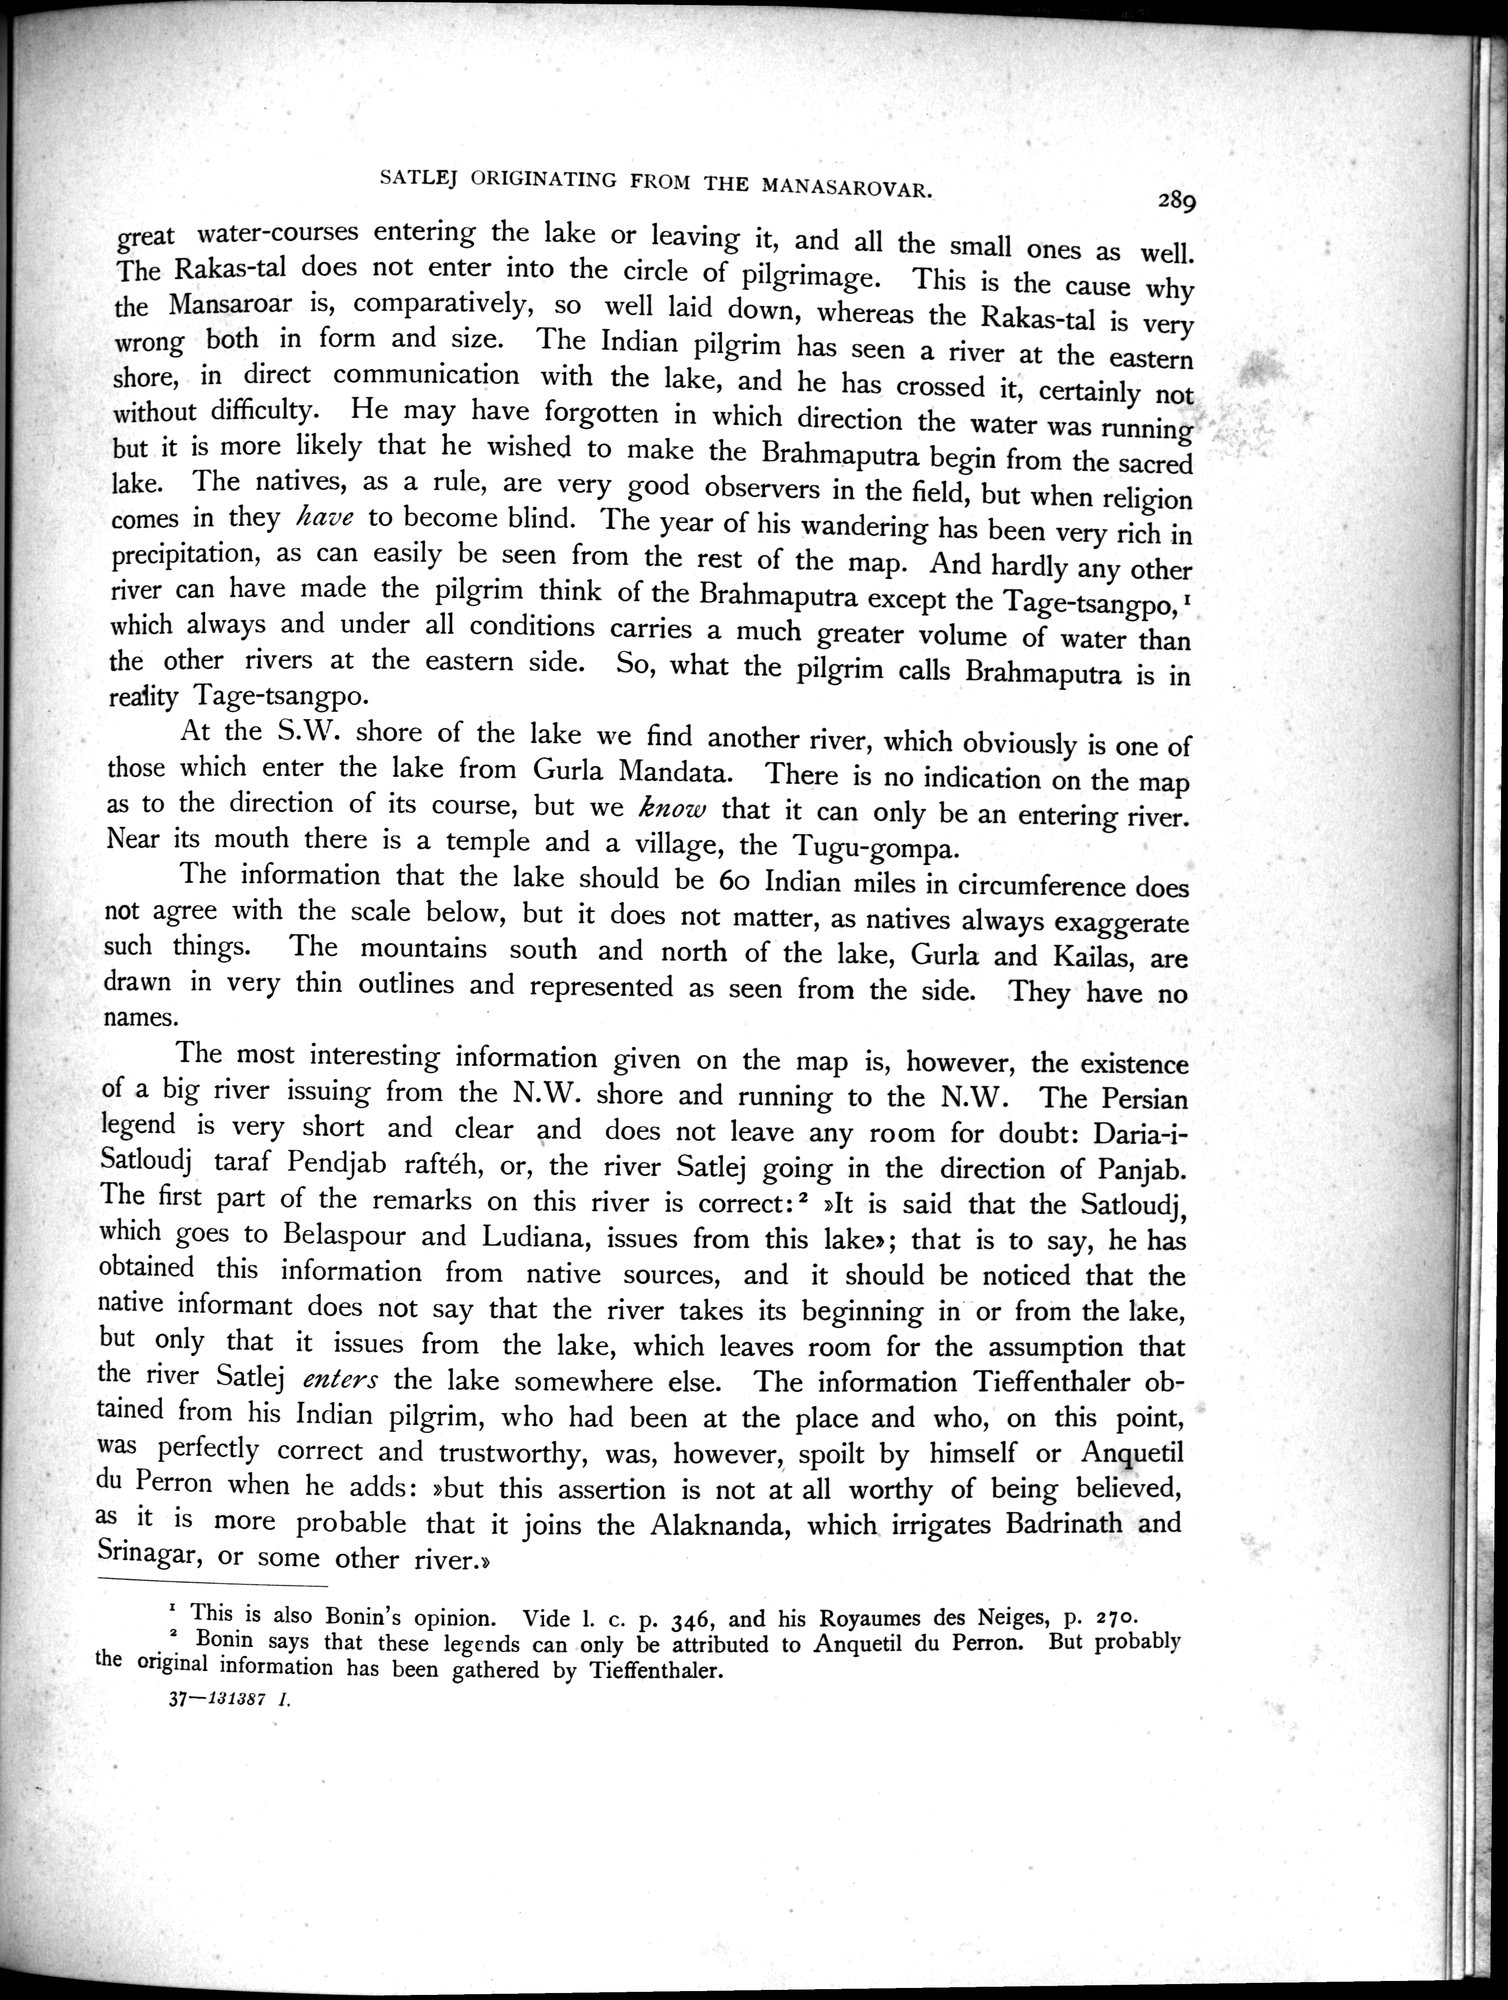 SATLEJ ORIGINATING FROM THE MANASAROVAR.
289
great water-courses entering the lake or leaving it, and all the small ones as well.
The Rakas-tal does not enter into the circle of pilgrimage. This is the cause why
the Mansaroar is, comparatively, so well laid down, whereas the Rakas-tal is very
wrong both in form and size. The Indian pilgrim has seen a river at the eastern
shore, in direct communication with the lake, and he has crossed it, certainly not
without difficulty. He may have forgotten in which direction the water was running
but it is more likely that he wished to make the Brahmaputra begin from the sacred
lake. The natives, as a rule, are very good observers in the field, but when religion
comes in they have to become blind. The year of his wandering has been very rich in
precipitation, as can easily be seen from the rest of the map. And hardly any other
river can have made the pilgrim think of the Brahmaputra except the Tage-tsangpo,¹
which always and under all conditions carries a much greater volume of water than
the other rivers at the eastern side. So, what the pilgrim calls Brahmaputra is in
reality Tage-tsangpo.
At the S.W. shore of the lake we find another river, which obviously is one of
those which enter the lake from Gurla Mandata. There is no indication on the map
as to the direction of its course, but we know that it can only be an entering river.
Near its mouth there is a temple and a village, the Tugu-gompa.
The information that the lake should be 60 Indian miles in circumference does
not agree with the scale below, but it does not matter, as natives always exaggerate
such things. The mountains south and north of the lake, Gurla and Kailas, are
drawn in very thin outlines and represented as seen from the side. They have no
names.
The most interesting information given on the map is, however, the existence
of a big river issuing from the N.W. shore and running to the N.W. The Persian
legend is very short and clear and does not leave any room for doubt: Daria-i-
Satloudj taraf Pendjab raftéh, or, the river Satlej going in the direction of Panjab.
The first part of the remarks on this river is correct:² »It is said that the Satloudj,
which goes to Belaspour and Ludiana, issues from this lake»; that is to say, he has
obtained this information from native sources, and it should be noticed that the
native informant does not say that the river takes its beginning in or from the lake,
but only that it issues from the lake, which leaves room for the assumption that
the river Satlej enters the lake somewhere else. The information Tieffenthaler ob-
tained from his Indian pilgrim, who had been at the place and who, on this point,
was perfectly correct and trustworthy, was, however, spoilt by himself or Anquetil
du Perron when he adds: »but this assertion is not at all worthy of being believed,
as it is more probable that it joins the Alaknanda, which irrigates Badrinath and
Srinagar, or some other river.»
¹ This is also Bonin's opinion. Vide l. c. p. 346, and his Royaumes des Neiges, p. 270.
² Bonin says that these legends can only be attributed to Anquetil du Perron. But probably
the original information has been gathered by Tieffenthaler.
37—131387 I.